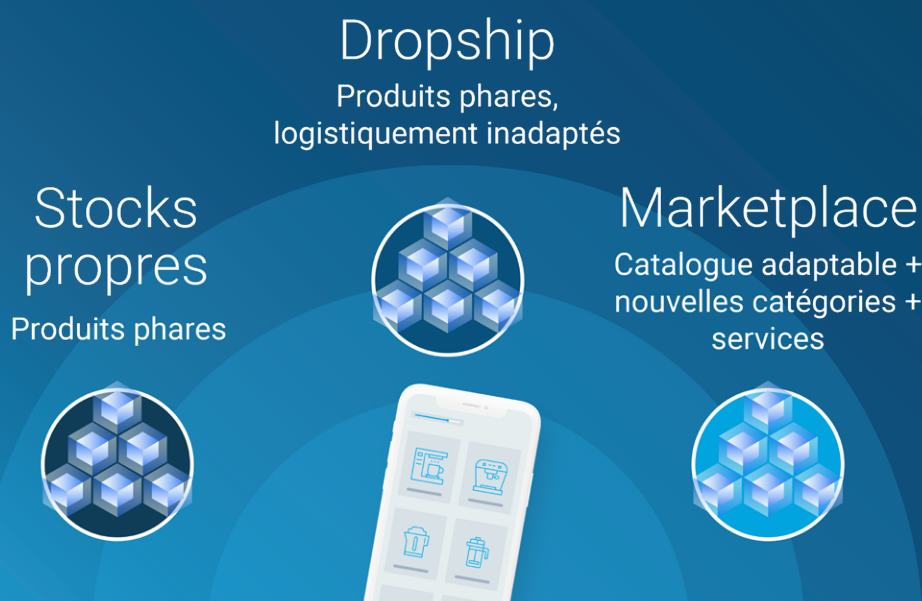 Dropship
Produits phares,
logistiquement inadaptés
Stocks
propres
Produits phares
Marketplace
Catalogue adaptable +
nouvelles catégories +
services